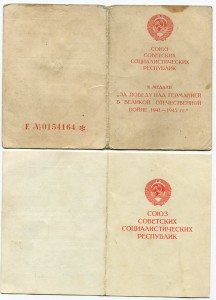 СОЮЗ
СОВЕТСКИХ
СОЦИАЛИСТИЧЕСКИХ
РЕСПУБЛИК
К МЕДАЛИ
„ЗА ПОБЕДУ НАД ГЕРМАНИЕЙ
В ВЕЛИКОЙ ОТЕЧЕСТВЕННОЙ
ВОЙНЕ 1941—1945 гг.“
Е №0154104 ✻
СОЮЗ
СОВЕТСКИХ
СОЦИАЛИСТИЧЕСКИХ
РЕСПУБЛИК